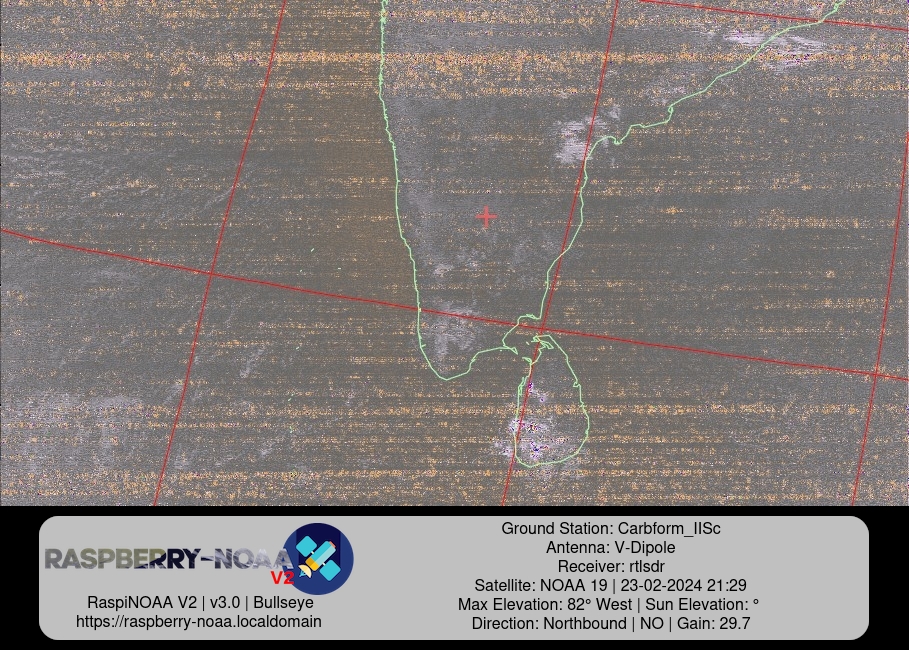 RASPBERRY-NOAA
V2
RaspiNOAA V2 | v3.0 | Bullseye
https://raspberry-noaa.localdomain
Ground Station: Carbform_IISc
Antenna: V-Dipole
Receiver: rtlsdr
Satellite: NOAA 19 | 23-02-2024 21:29
Max Elevation: 82° West | Sun Elevation: °
Direction: Northbound | NO | Gain: 29.7